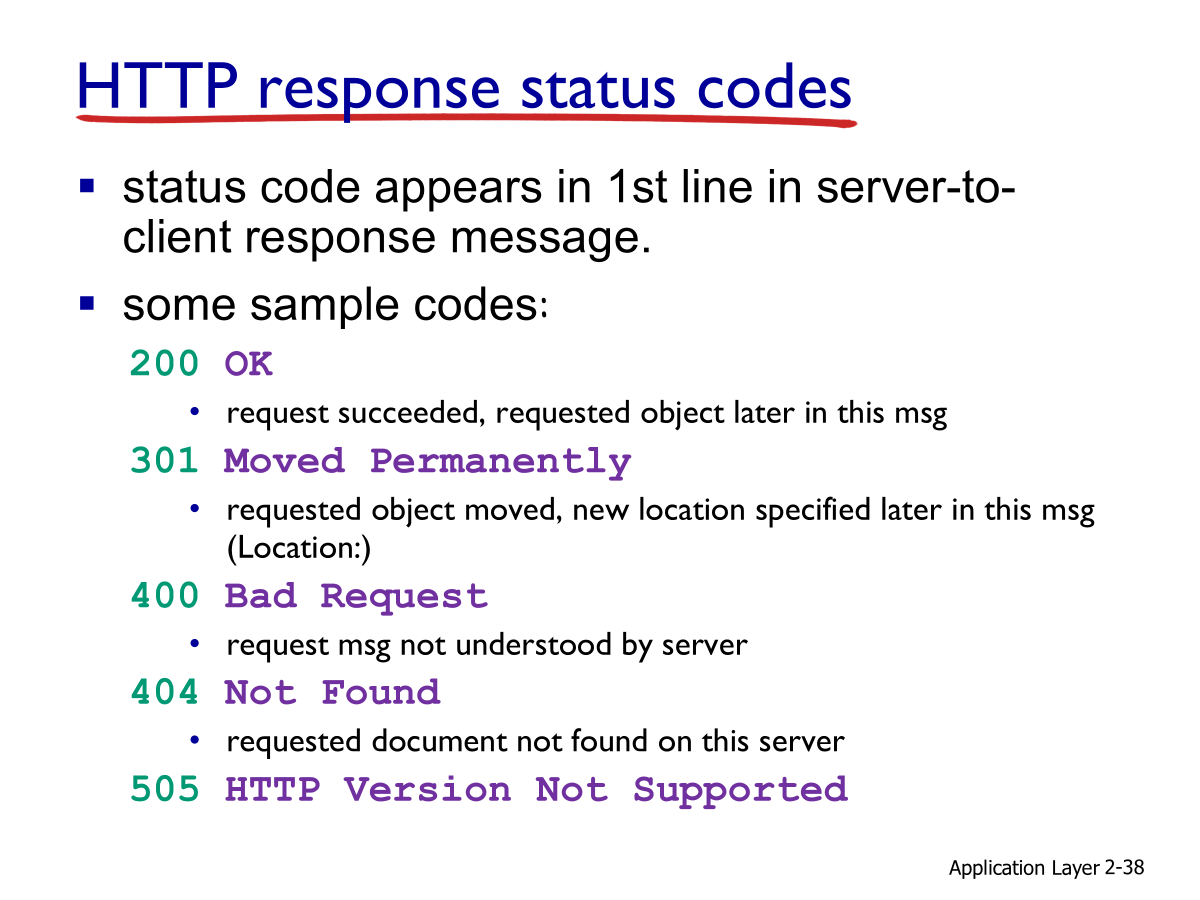 HTTP response status codes
▪ status code appears in 1st line in server-to-
client response message.
▪ some sample codes:
200 OK
• request succeeded, requested object later in this msg
301 Moved Permanently
• requested object moved, new location specified later in this msg
(Location:)
400 Bad Request
• request msg not understood by server
404 Not Found
• requested document not found on this server
505 HTTP Version Not Supported
Application Layer 2-38